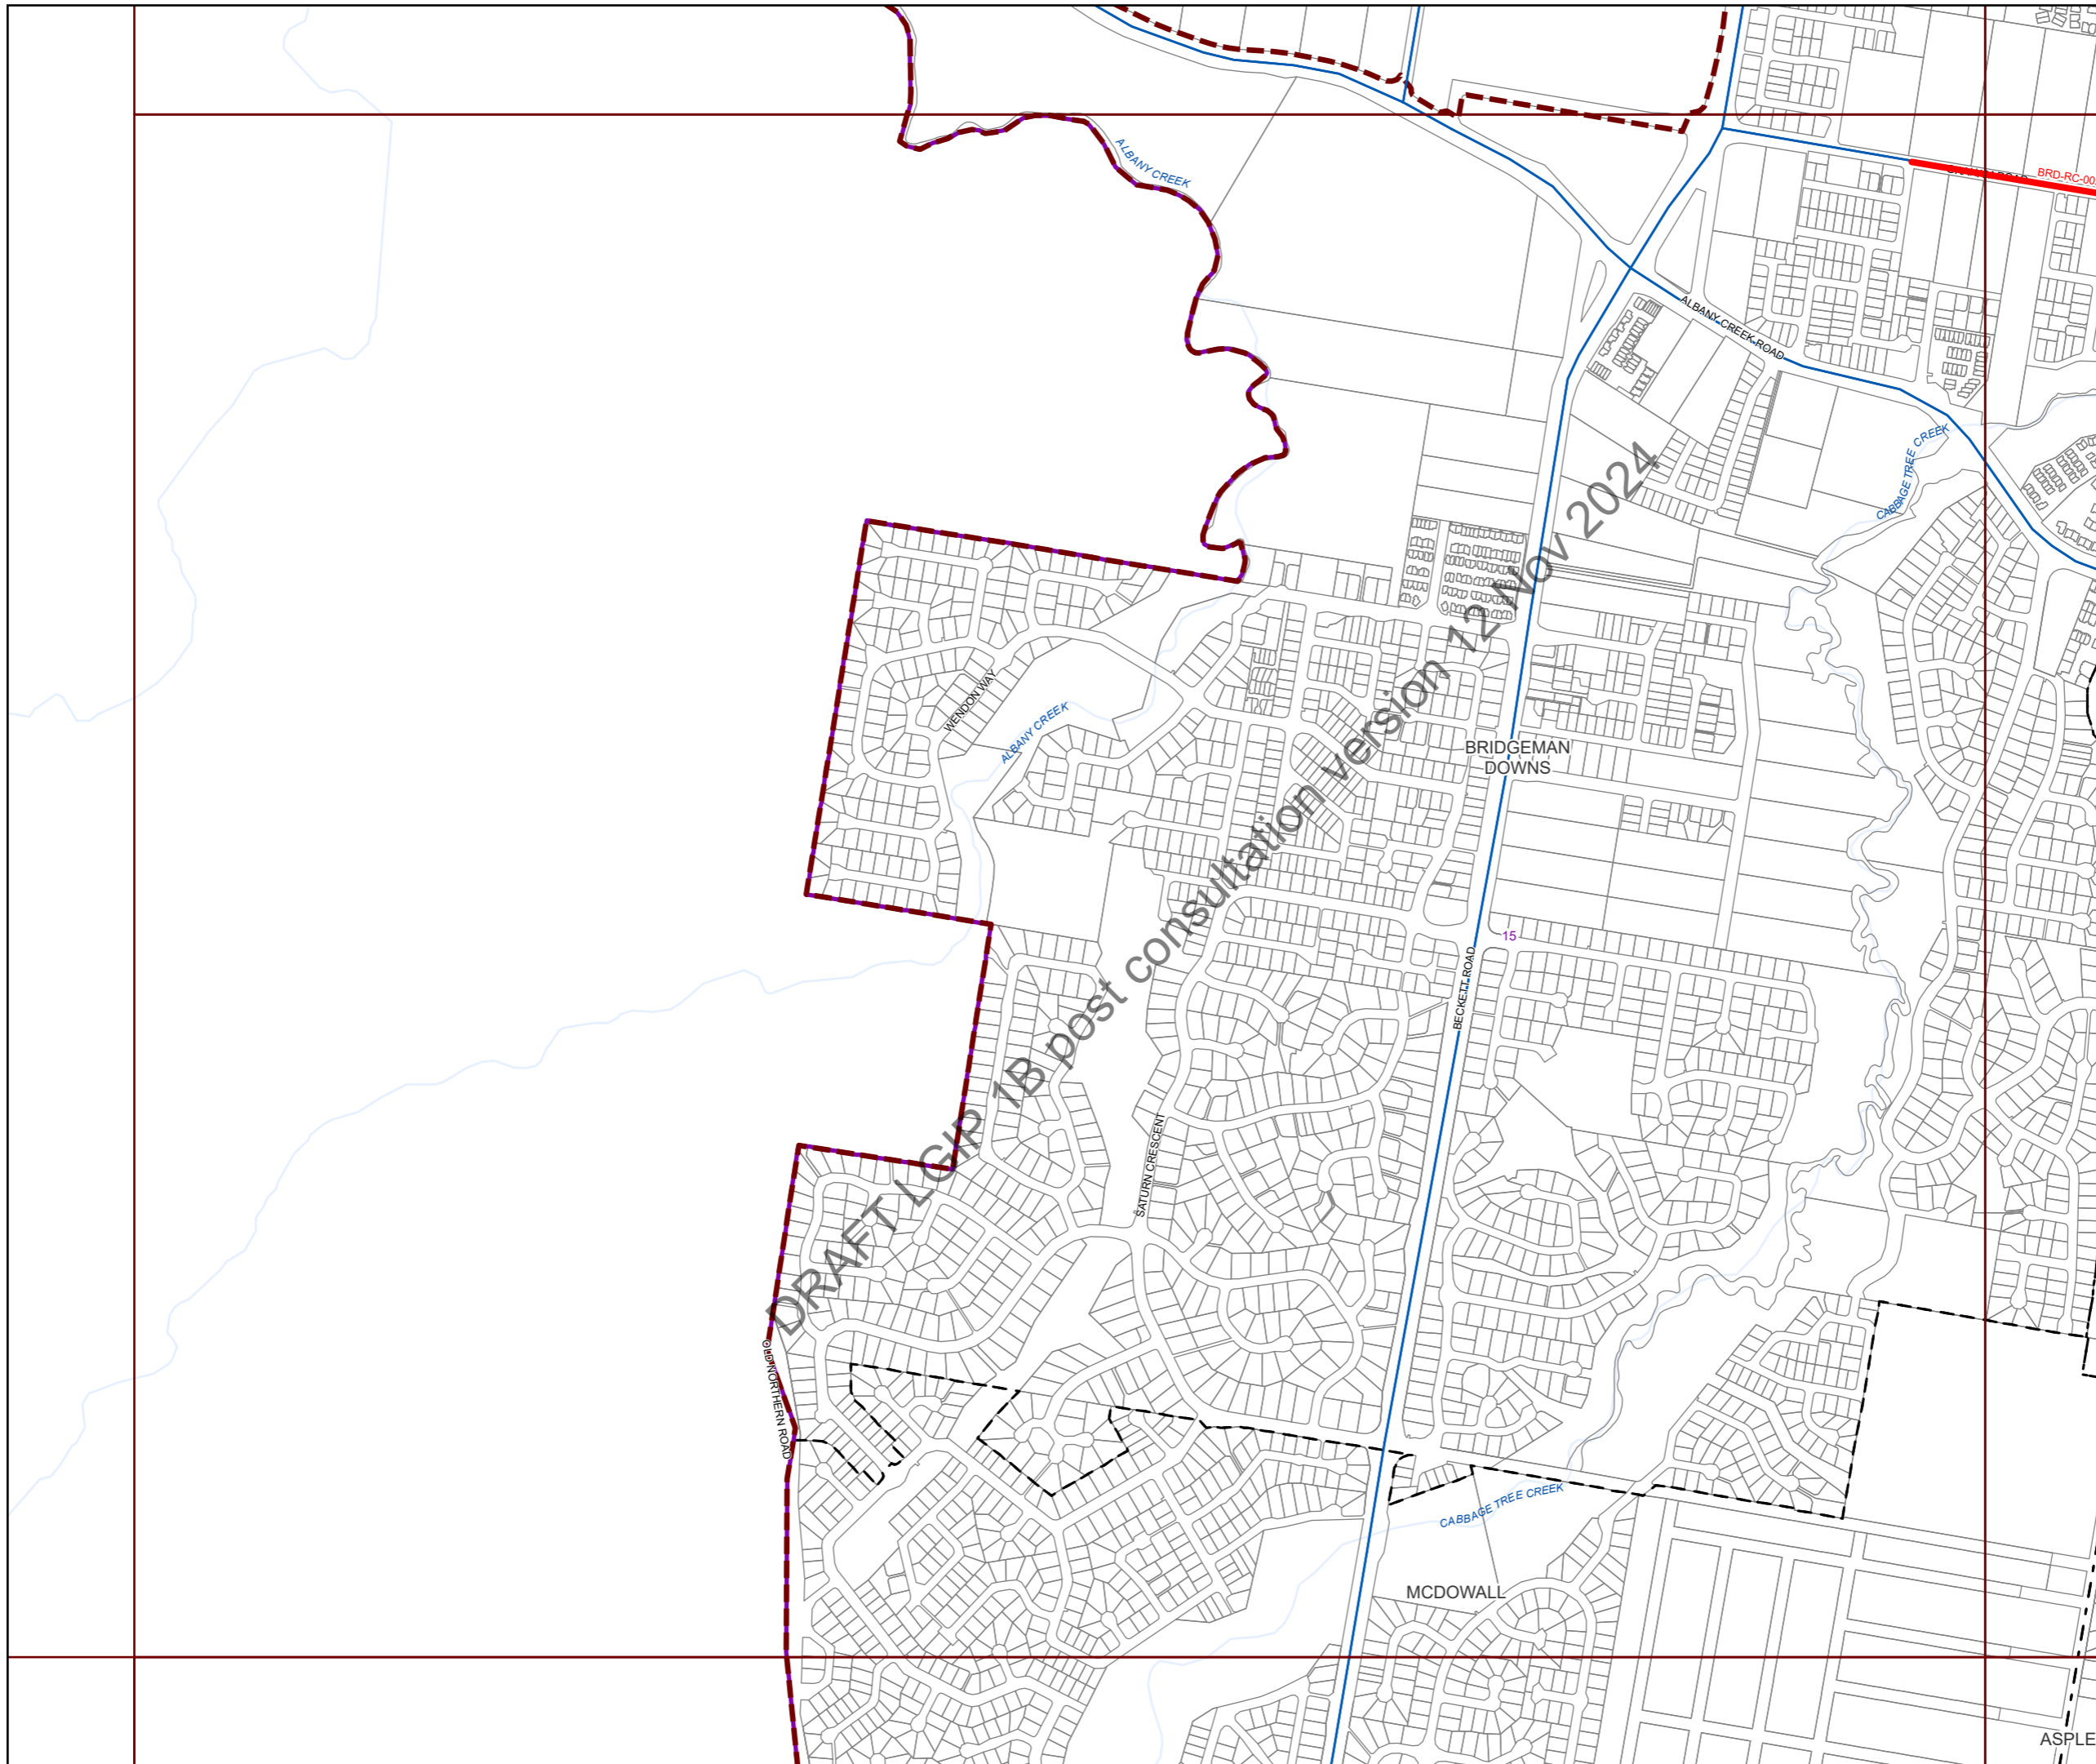 ALBANY CREEK
BRD-RC-00
ALBANY CREEK ROAD
CABBAGE TREE CREEK
WENDON WAY
ALBANY CREEK
BRIDGEMAN
DOWNS
15
BECKETT ROAD
SATURN CRESCENT
DRAFT LGIP 1B post consultation version 12 Nov 2024
OLD NORTHERN ROAD
CABBAGE TREE CREEK
MCDOWALL
ASPLE